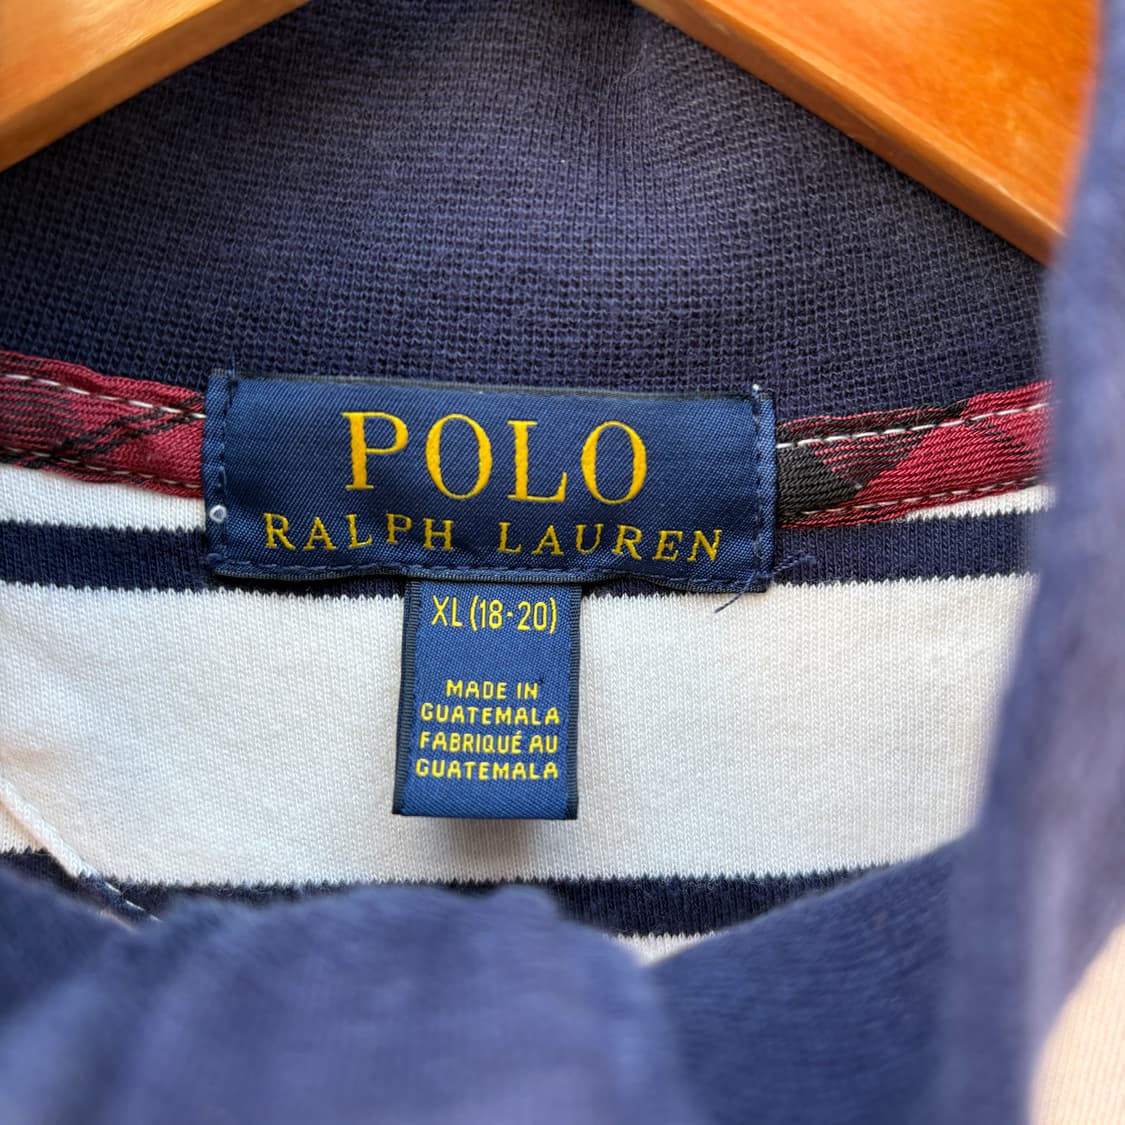 POLO
RALPH LAUREN
XL (18-20)
MADE IN
GUATEMALA
FABRIQUÉ AU
GUATEMALA